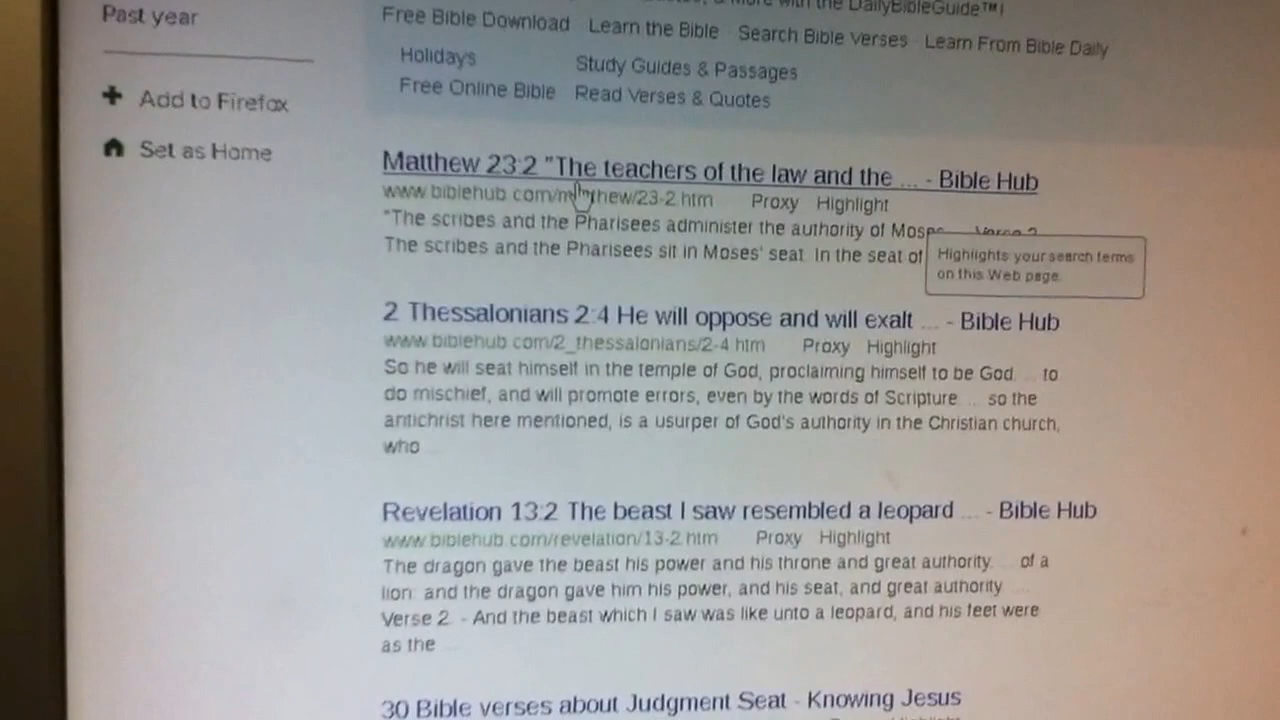 Past year
Add to Firefox
Set as Home
& More with the DailyBibleGuide™!
Free Bible Download Learn the Bible · Search Bible Verses · Learn From Bible Daily
Holidays Study Guides & Passages
Free Online Bible Read Verses & Quotes
Matthew 23:2 "The teachers of the law and the ... - Bible Hub
www.biblehub.com/m thew/23-2.htm Proxy Highlight
"The scribes and the Pharisees administer the authority of Verse 2
The scribes and the Pharisees sit in Moses' seat. In the seat of
Highlights your search terms
on this Web page.
2 Thessalonians 2:4 He will oppose and will exalt ... - Bible Hub
www.biblehub.com/2_thessalonians/2-4.htm Proxy Highlight
So he will seat himself in the temple of God, proclaiming himself to be God. ... to
do mischief, and will promote errors, even by the words of Scripture ... so the
antichrist here mentioned, is a usurper of God's authority in the Christian church,
who
Revelation 13:2 The beast I saw resembled a leopard ... - Bible Hub
www.biblehub.com/revelation/13-2.htm Proxy Highlight
The dragon gave the beast his power and his throne and great authority. ... of a
lion: and the dragon gave him his power, and his seat, and great authority. ...
Verse 2. - And the beast which I saw was like unto a leopard, and his feet were
as the
30 Bible verses about Judgment Seat - Knowing Jesus